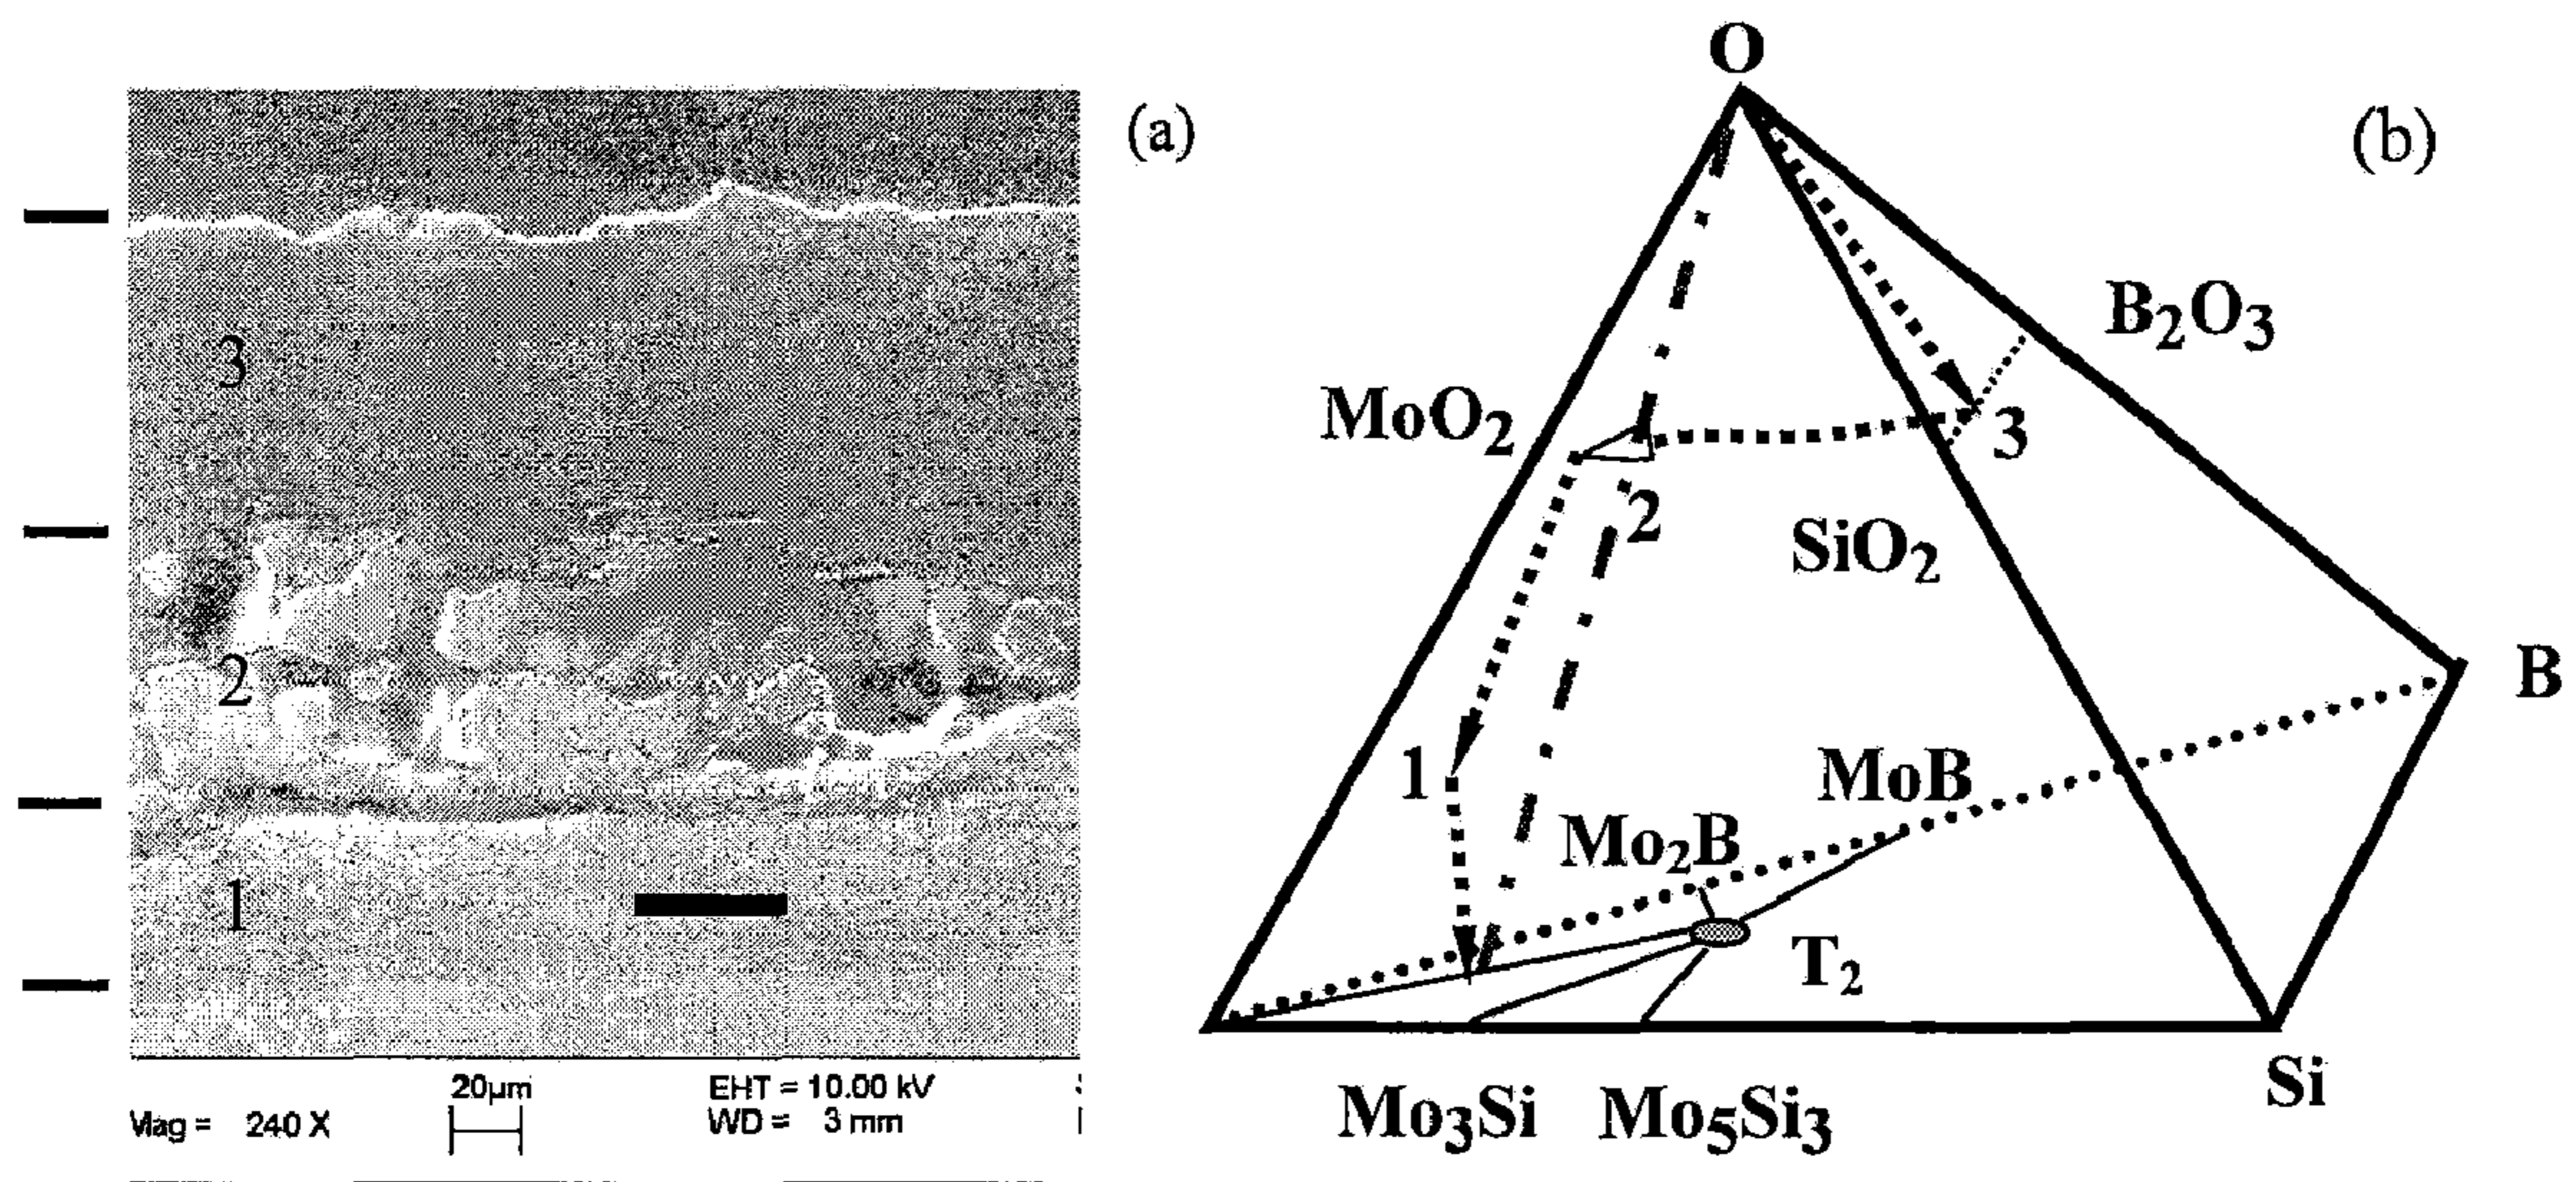 (a)
3
2
1
20μm
EHT = 10.00 kV
Mag = 240 X
WD = 3 mm
(b)
O
B₂O₃
MoO₂
3
2
SiO₂
B
1
MoB
Mo₂B
T₂
Si
Mo₃Si Mo₅Si₃